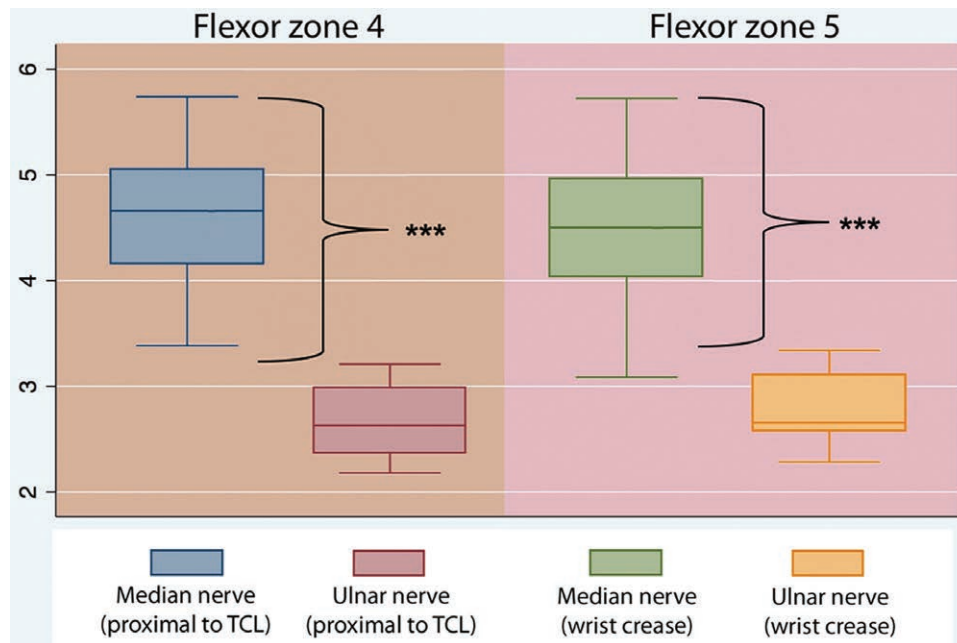 Flexor zone 4
Flexor zone 5
6
5
4
3
2
***
***
Median nerve
(proximal to TCL)
Ulnar nerve
(proximal to TCL)
Median nerve
(wrist crease)
Ulnar nerve
(wrist crease)